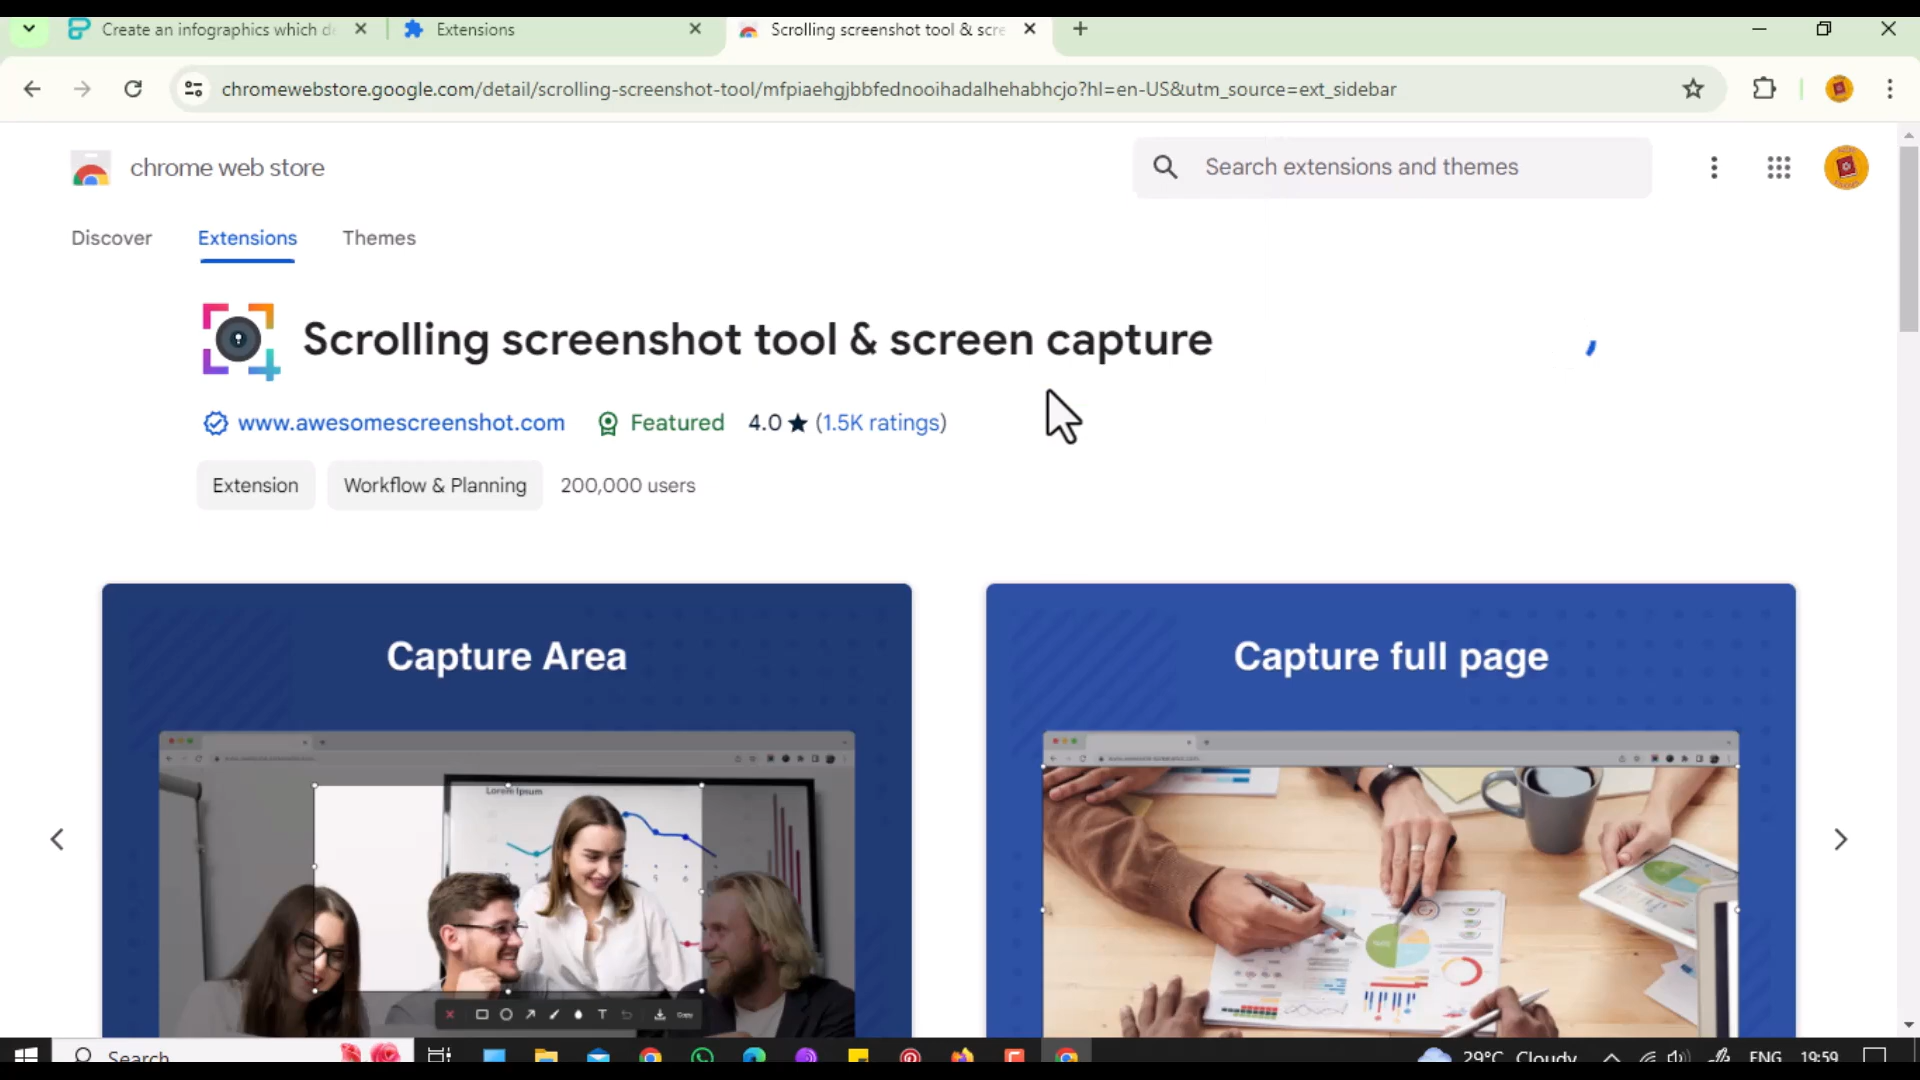 Create an infographics which d
Extensions
Scrolling screenshot tool & scre
chromewebstore.google.com/detail/scrolling-screenshot-tool/mfpiaehgjbbfednooihadalhehabhcjo?hl=en-US&utm_source=ext_sidebar
chrome web store
Search extensions and themes
Discover
Extensions
Themes
Scrolling screenshot tool & screen capture
www.awesomescreenshot.com
Featured
4.0 ★ (1.5K ratings)
Extension
Workflow & Planning
200,000 users
Capture Area
Capture full page
Lorem Ipsum
5 6
T
Copy
Search
29°C Cloudy
ENG
19:59